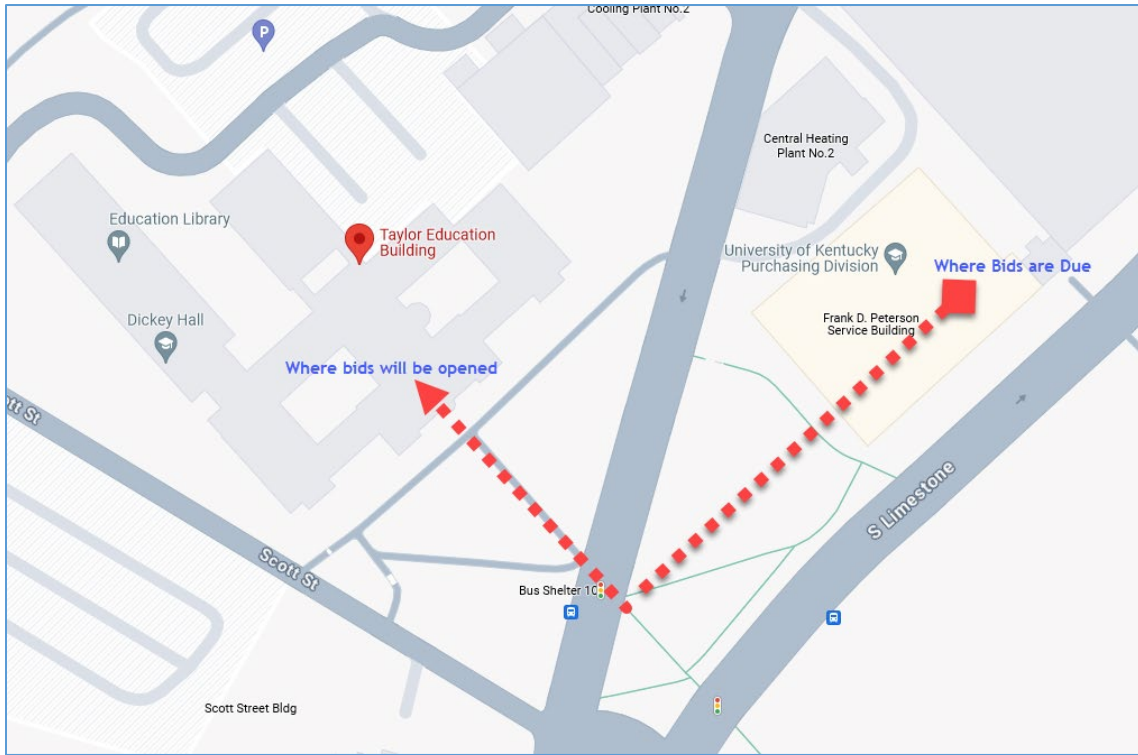 Cooling Plant No.2
P
Central Heating
Plant No.2
Education Library
Taylor Education
Building
University of Kentucky
Purchasing Division
Where Bids are Due
Dickey Hall
Frank D. Peterson
Service Building
Where bids will be opened
tt St
S Limestone
Scott St
Bus Shelter 10
Scott Street Bldg